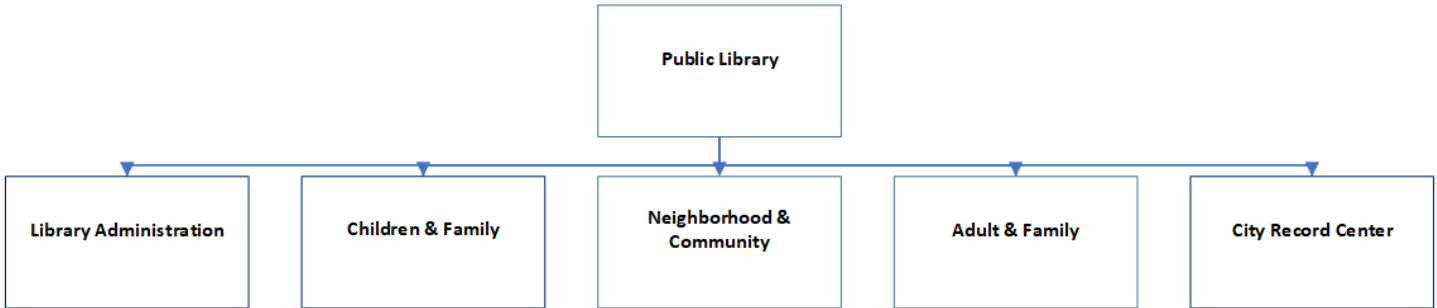 Public Library
Library Administration
Children & Family
Neighborhood &
Community
Adult & Family
City Record Center